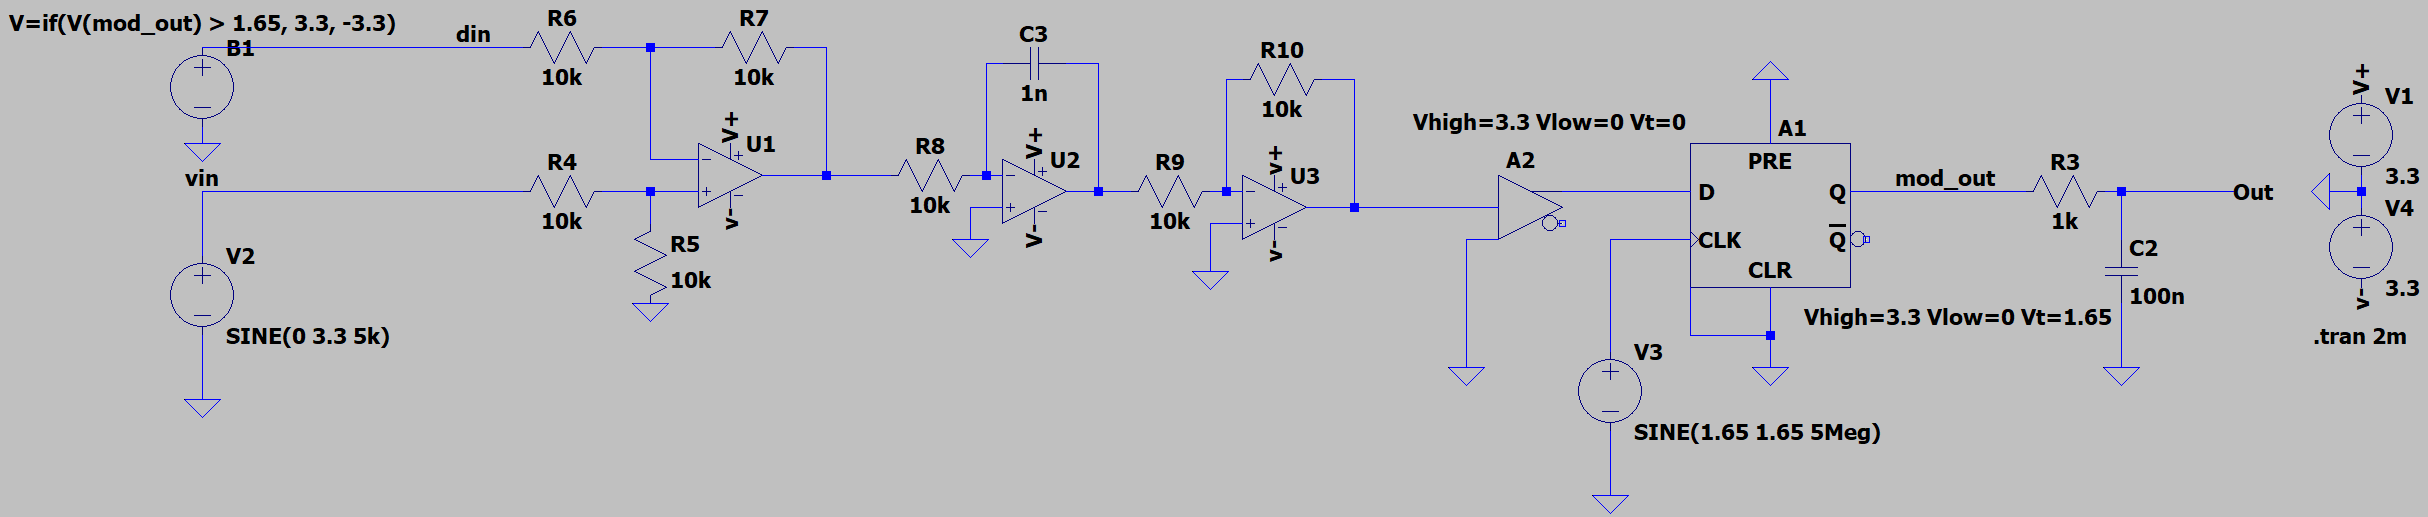 V=if(V(mod_out) > 1.65, 3.3, -3.3)
B1
din
R6
10k
R7
10k
vin
R4
10k
V2
SINE(0 3.3 5k)
R5
10k
V+
U1
v-
R8
10k
C3
1n
V+
U2
V-
R9
10k
R10
10k
v+
U3
v-
Vhigh=3.3 Vlow=0 Vt=0
A2
A1
PRE
D
Q
CLK
Q
CLR
Vhigh=3.3 Vlow=0 Vt=1.65
V3
SINE(1.65 1.65 5Meg)
mod_out
R3
1k
Out
C2
100n
V+
V1
3.3
V4
3.3
v-
.tran 2m